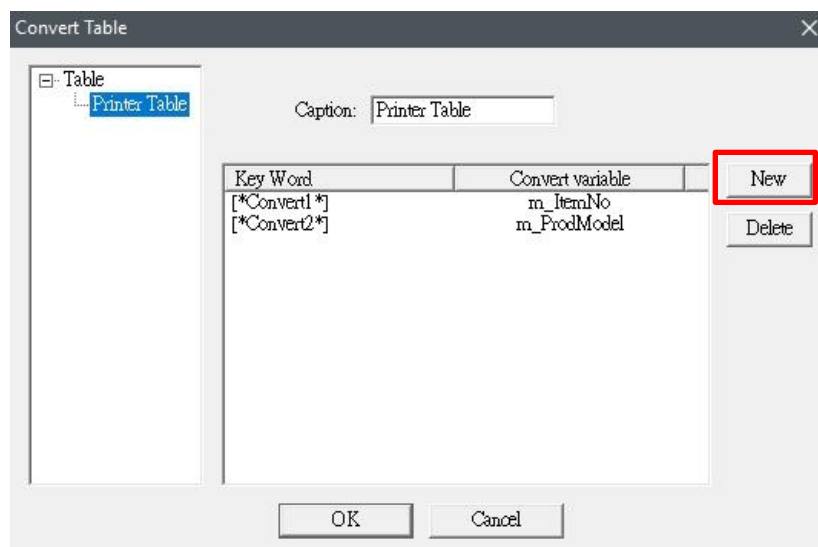 Convert Table
Table
Printer Table
Caption: Printer Table
Key Word Convert variable
[*Convert1*] m_ItemNo
[*Convert2*] m_ProdModel
New
Delete
OK Cancel